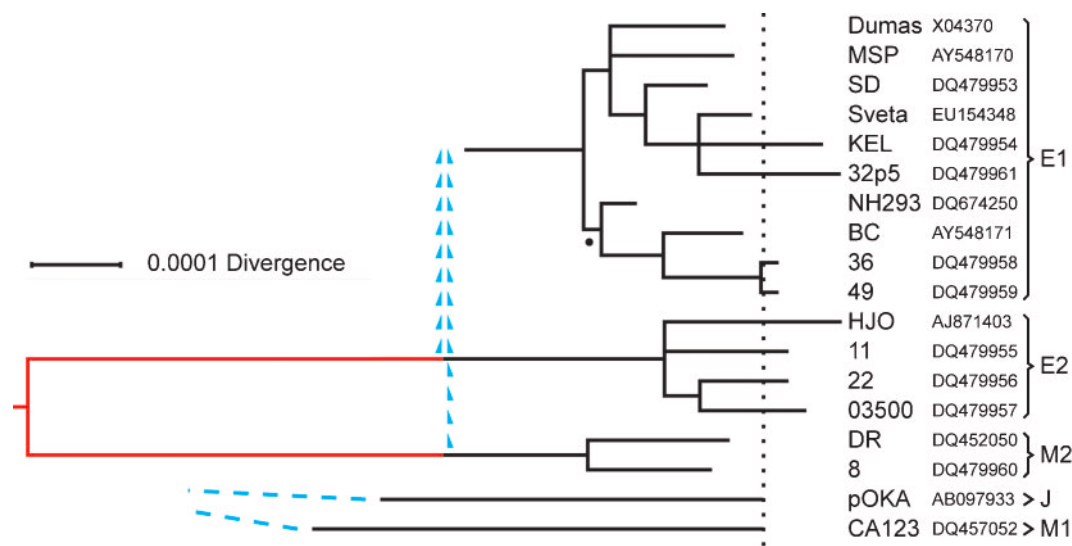 Dumas X04370
MSP AY548170
SD DQ479953
Sveta EU154348
KEL DQ479954 E1
32p5 DQ479961
NH293 DQ674250
BC AY548171
0.0001 Divergence
36 DQ479958
49 DQ479959
HJO AJ871403
11 DQ479955
E2
22 DQ479956
03500 DQ479957
DR DQ452050
M2
8 DQ479960
pOKA AB097933 > J
CA123 DQ457052 > M1